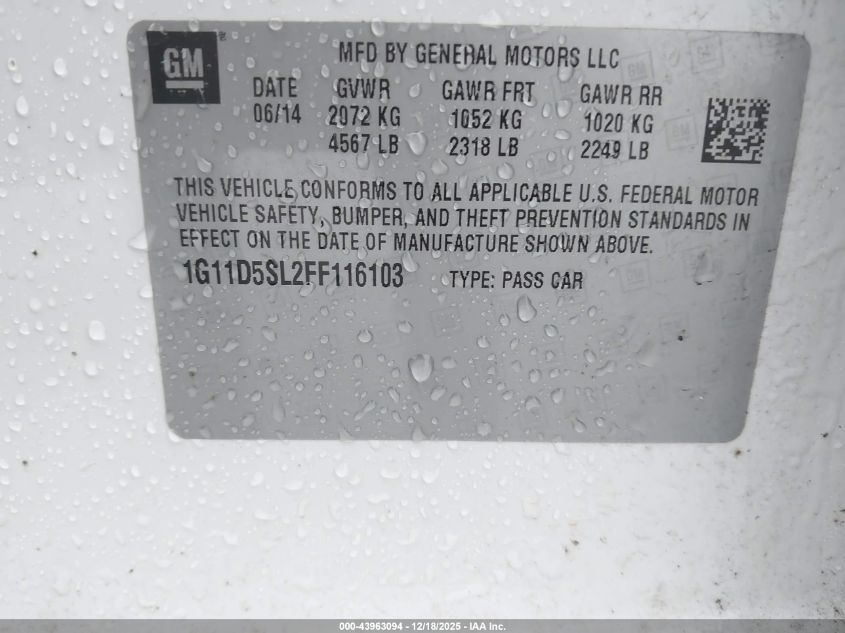 GM
MFD BY GENERAL MOTORS LLC
DATE GVWR GAWR FRT GAWR RR
06/14 2072 KG 1052 KG 1020 KG
4567 LB 2318 LB 2249 LB
THIS VEHICLE CONFORMS TO ALL APPLICABLE U.S. FEDERAL MOTOR
VEHICLE SAFETY, BUMPER, AND THEFT PREVENTION STANDARDS IN
EFFECT ON THE DATE OF MANUFACTURE SHOWN ABOVE.
1G11D5SL2FF116103 TYPE: PASS CAR
000-43963094 - 12/18/2025 - IAA Inc.